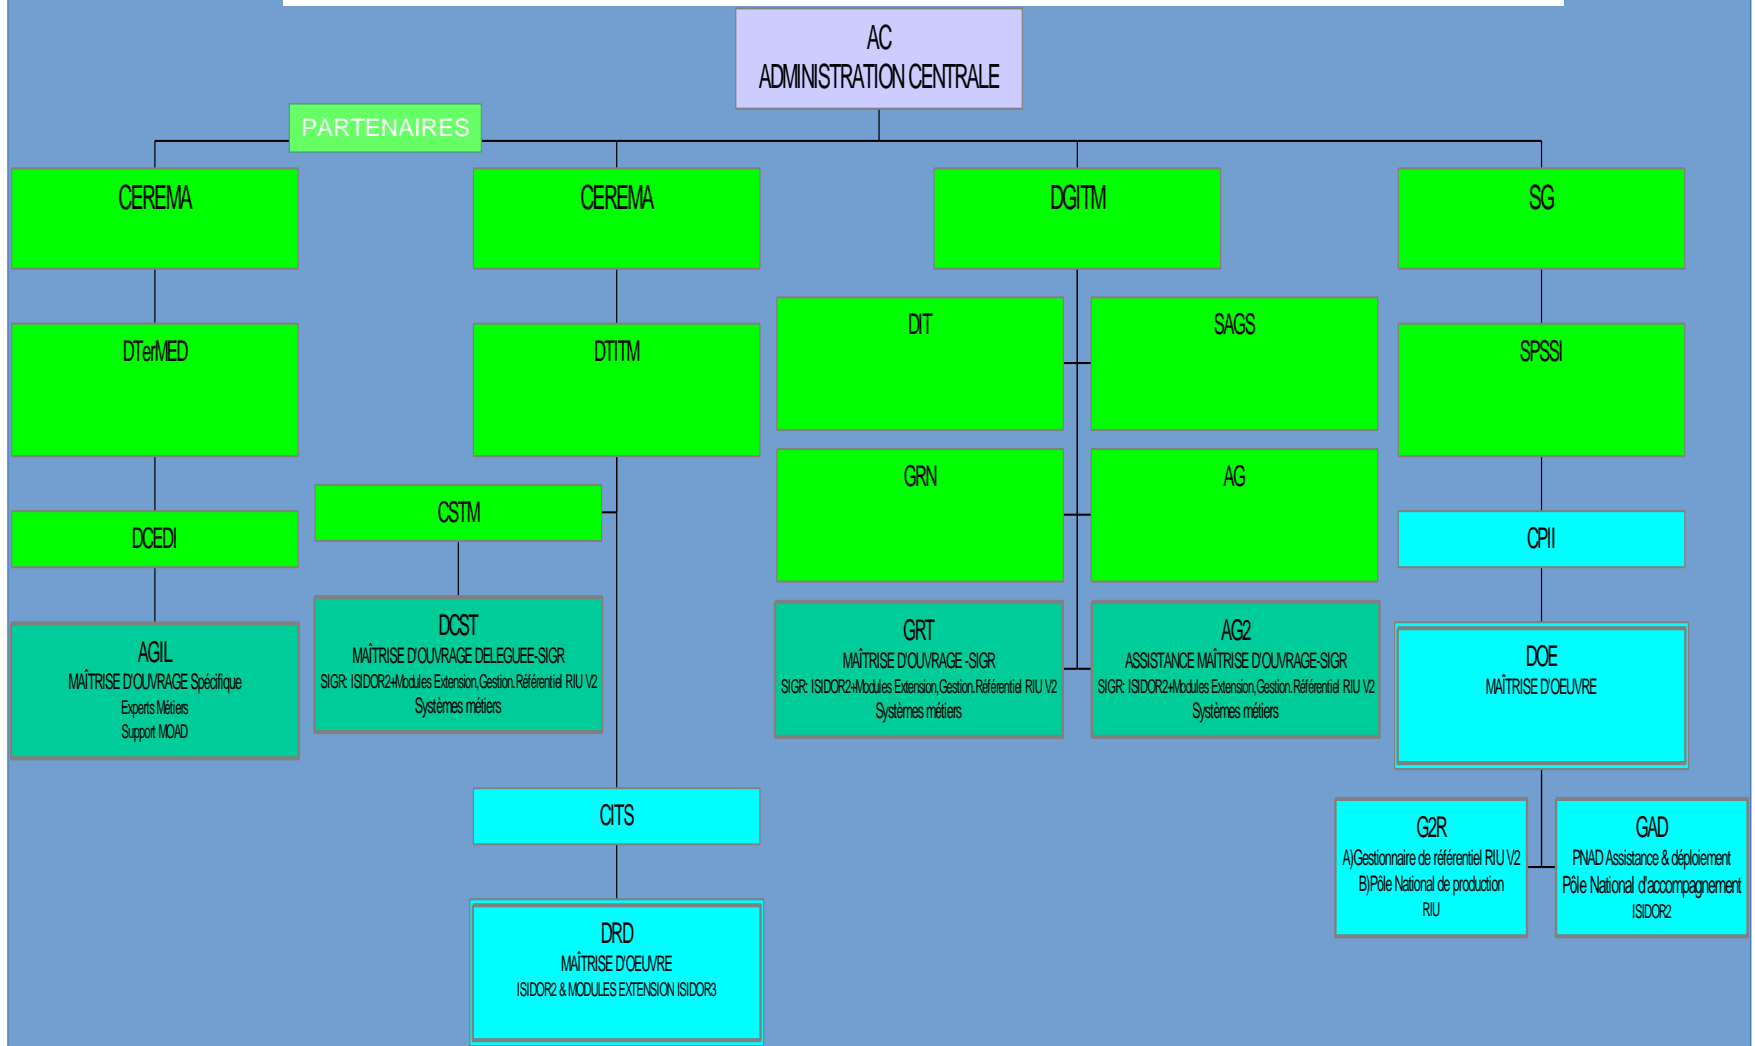 AC
ADMINISTRATION CENTRALE
PARTENAIRES
CEREMA
CEREMA
DGITM
SG
DTerMED
DTITM
DIT
SAGS
SPSSI
DCEDI
CSTM
GRN
AG
CPII
AGIL
MAÎTRISE D'OUVRAGE Spécifique
Experts Métiers
Support MOAD
DCST
MAÎTRISE D'OUVRAGE DELEGUEE-SIGR
SIGR: ISIDOR2+Modules Extension,Gestion.Référentiel RIU V2
Systèmes métiers
GRT
MAÎTRISE D'OUVRAGE -SIGR
SIGR: ISIDOR2+Modules Extension,Gestion.Référentiel RIU V2
Systèmes métiers
AG2
ASSISTANCE MAÎTRISE D'OUVRAGE-SIGR
SIGR: ISIDOR2+Modules Extension,Gestion.Référentiel RIU V2
Systèmes métiers
DOE
MAÎTRISE D'OEUVRE
CITS
G2R
A)Gestionnaire de référentiel RIU V2
B)Pôle National de production
RIU
GAD
PNAD Assistance & déploiement
Pôle National d'accompagnement
ISIDOR2
DRD
MAÎTRISE D'OEUVRE
ISIDOR2 & MODULES EXTENSION ISIDOR3